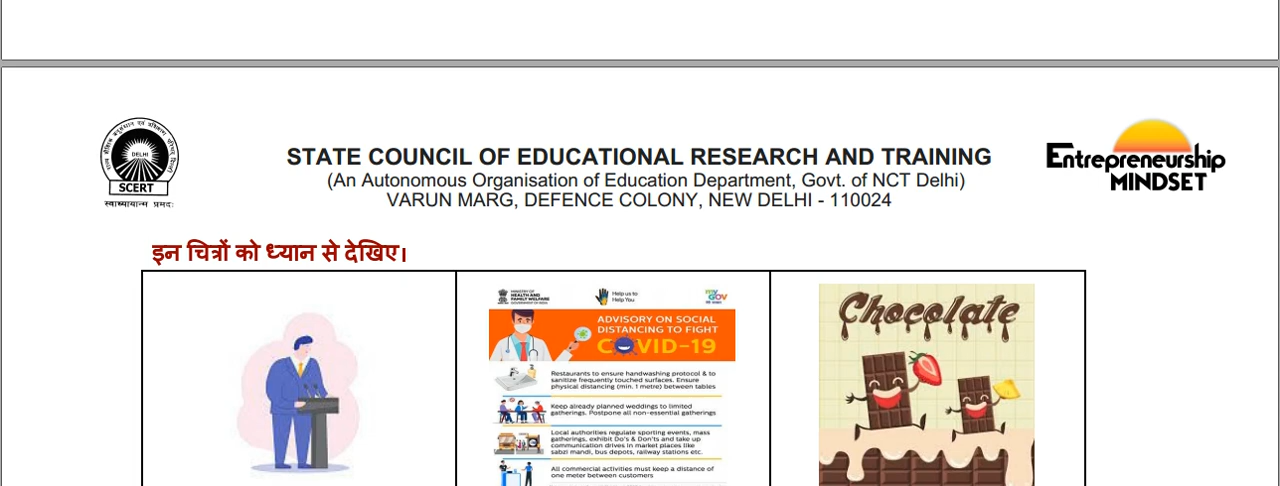 DELHI
SCERT
STATE COUNCIL OF EDUCATIONAL RESEARCH AND TRAINING
(An Autonomous Organisation of Education Department, Govt. of NCT Delhi)
VARUN MARG, DEFENCE COLONY, NEW DELHI - 110024
Entrepreneurship
MINDSET
इन चित्रों को ध्यान से देखिए।
MINISTRY OF
HEALTH AND
FAMILY WELFARE
GOVERNMENT OF INDIA
Help us to
Help You
my
GOV
ADVISORY ON SOCIAL
DISTANCING TO FIGHT
COVID-19
Restaurants to ensure handwashing protocol & to
sanitize frequently touched surfaces. Ensure
physical distancing (min. 1 metre) between tables
Keep already planned weddings to limited
gatherings. Postpone all non-essential gatherings
Local authorities regulate sporting events, mass
gatherings, exhibit Do's & Don'ts and take up
communication drives in market places like
sabzi mandi, bus depots, railway stations etc.
All commercial activities must keep a distance of
one meter between customers
Chocolate